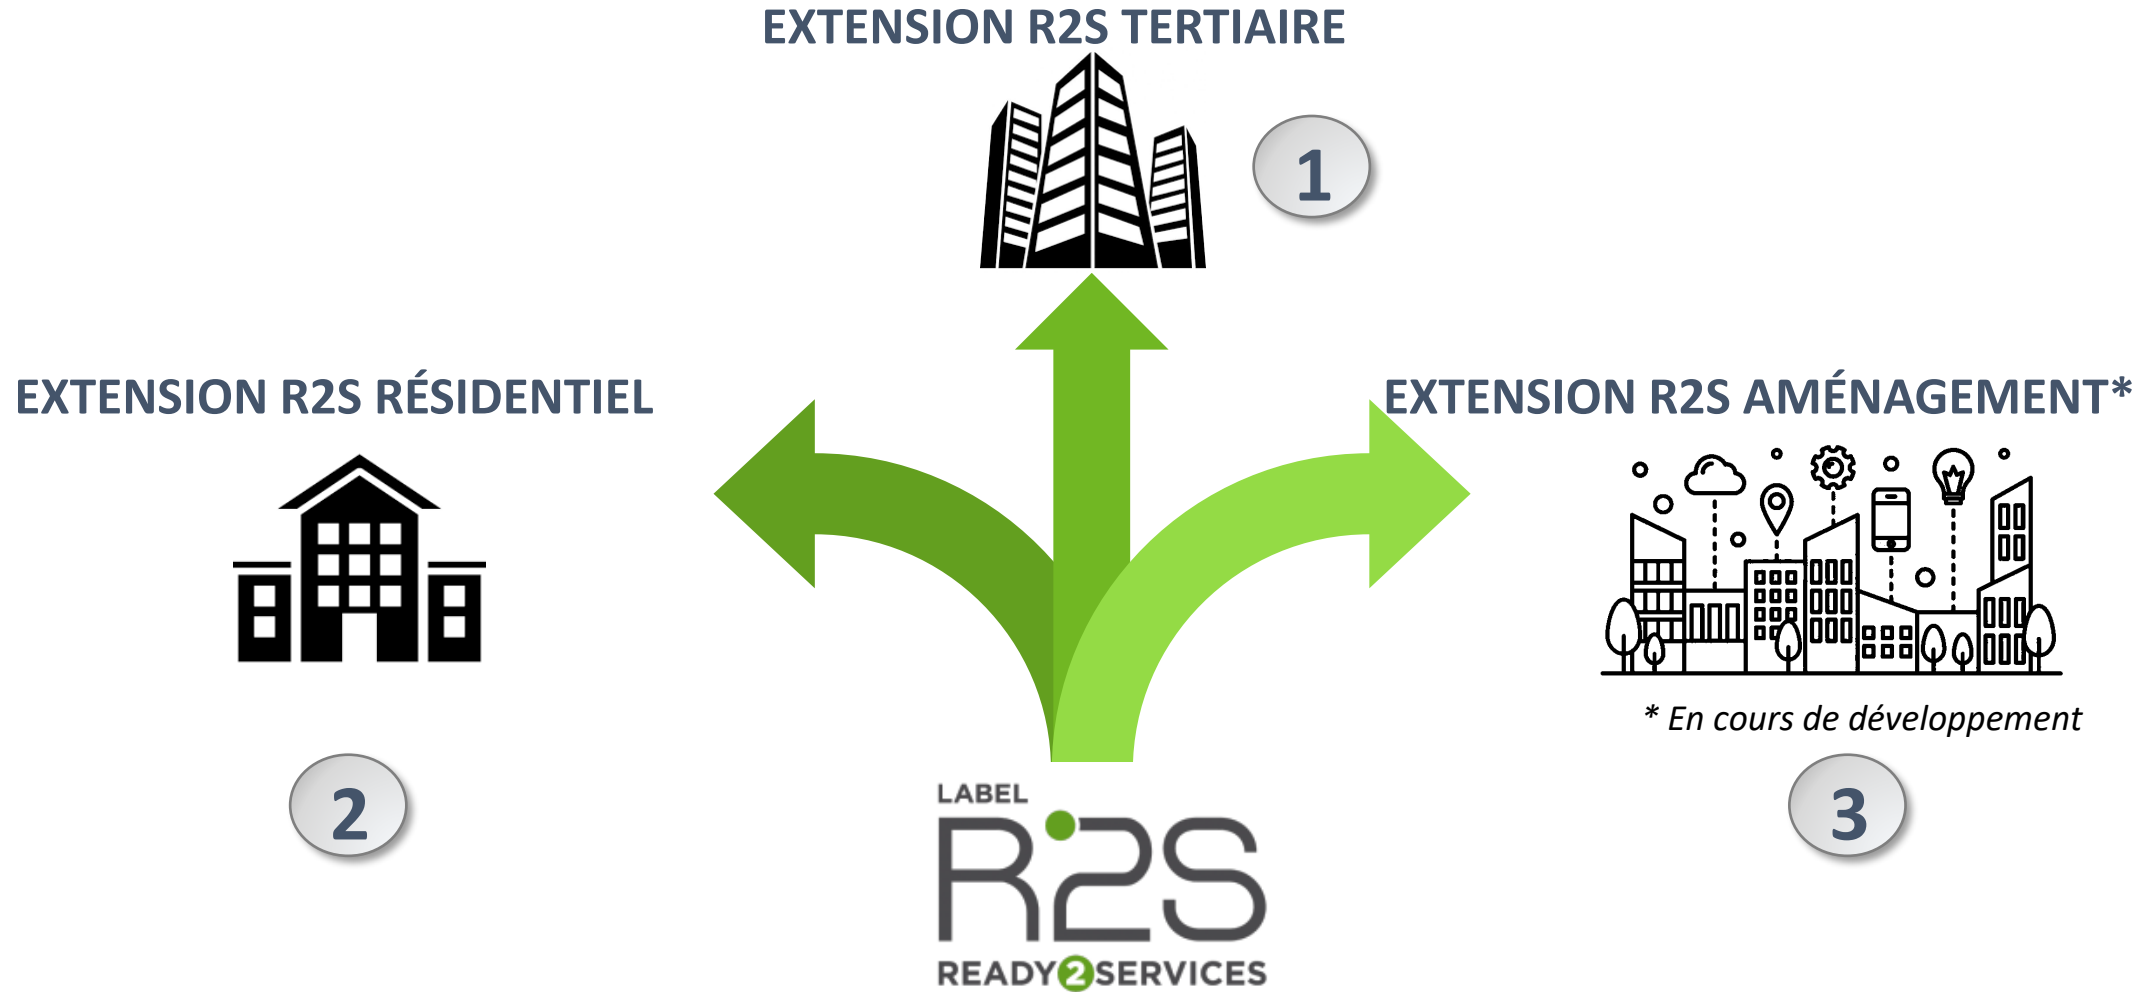 EXTENSION R2S TERTIAIRE
1
EXTENSION R2S RÉSIDENTIEL
2
EXTENSION R2S AMÉNAGEMENT*
* En cours de développement
3
LABEL
R2S
READY2SERVICES